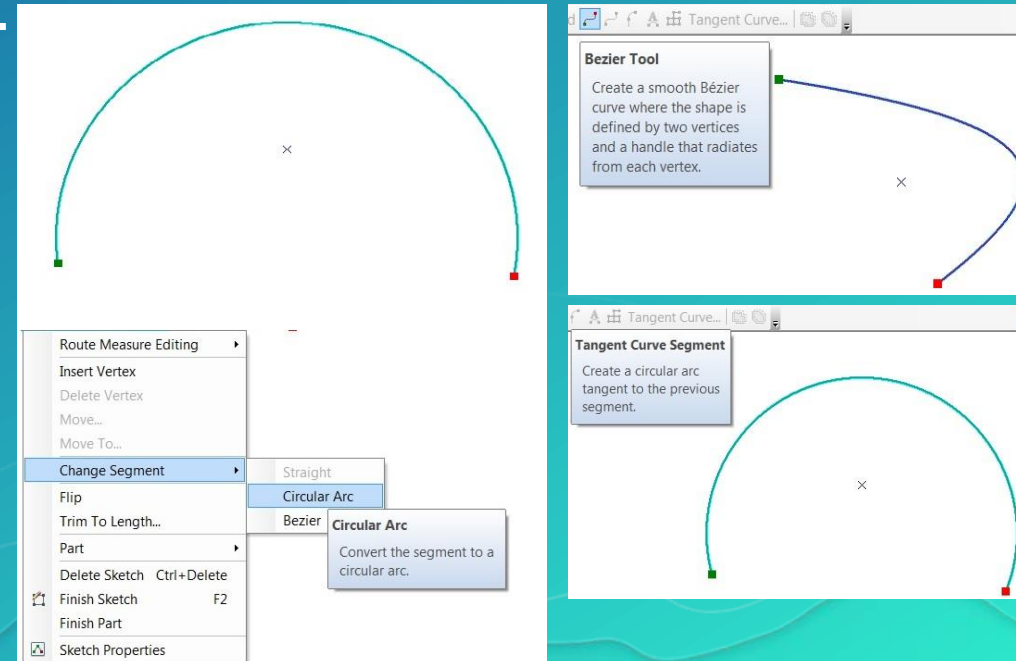 Route Measure Editing
Insert Vertex
Delete Vertex
Move...
Move To...
Change Segment
Flip
Trim To Length...
Part
Delete Sketch Ctrl+Delete
Finish Sketch F2
Finish Part
Sketch Properties
Straight
Circular Arc
Bezier
Circular Arc
Convert the segment to a
circular arc.
Tangent Curve...
Bezier Tool
Create a smooth Bézier
curve where the shape is
defined by two vertices
and a handle that radiates
from each vertex.
Tangent Curve...
Tangent Curve Segment
Create a circular arc
tangent to the previous
segment.